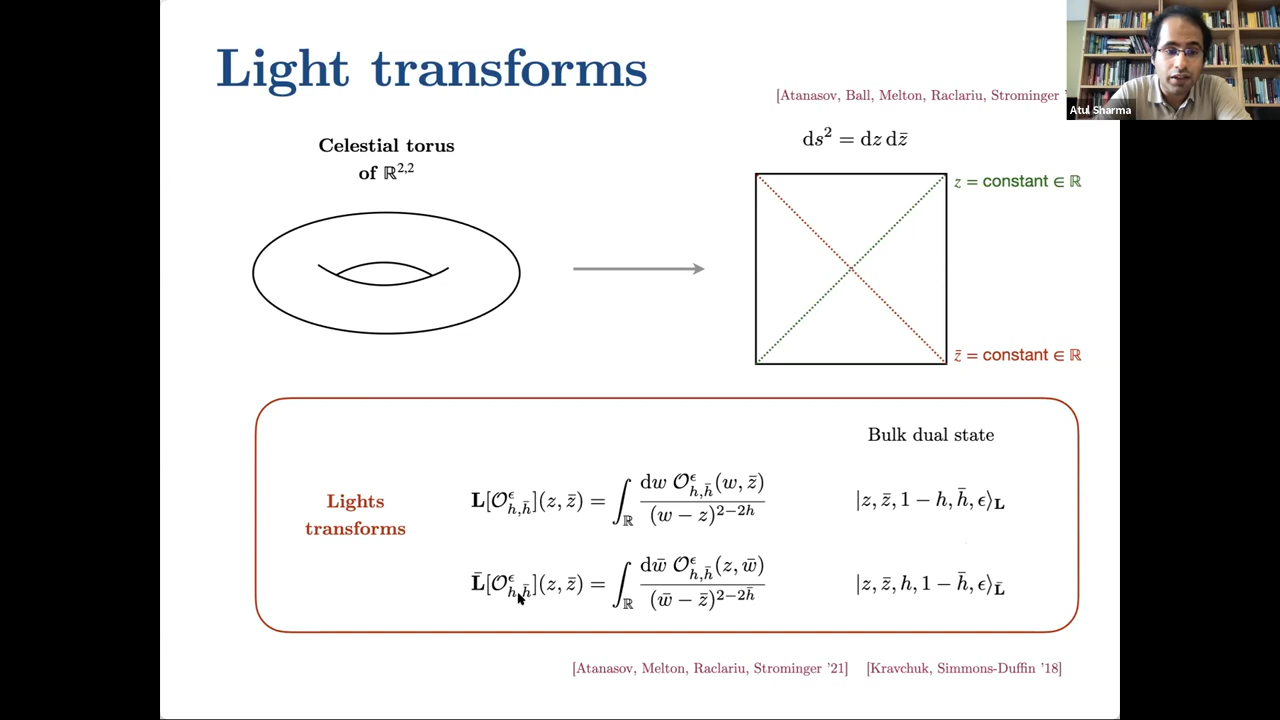 Light transforms
[Atanasov, Ball, Melton, Raclariu, Strominger '
Atul Sharma
Celestial torus
of ℝ²,²
ds² = dz dz̄
z = constant ∈ ℝ
z̄ = constant ∈ ℝ
Bulk dual state
Lights
transforms
L[𝒪^ϵ_{h,h̄}](z, z̄) = ∫_ℝ dw 𝒪^ϵ_{h,h̄}(w, z̄) / (w − z)^{2−2h}
|z, z̄, 1 − h, h̄, ϵ⟩_L
L̄[𝒪^ϵ_{h,h̄}](z, z̄) = ∫_ℝ dw̄ 𝒪^ϵ_{h,h̄}(z, w̄) / (w̄ − z̄)^{2−2h̄}
|z, z̄, h, 1 − h̄, ϵ⟩_L̄
[Atanasov, Melton, Raclariu, Strominger '21] [Kravchuk, Simmons-Duffin '18]